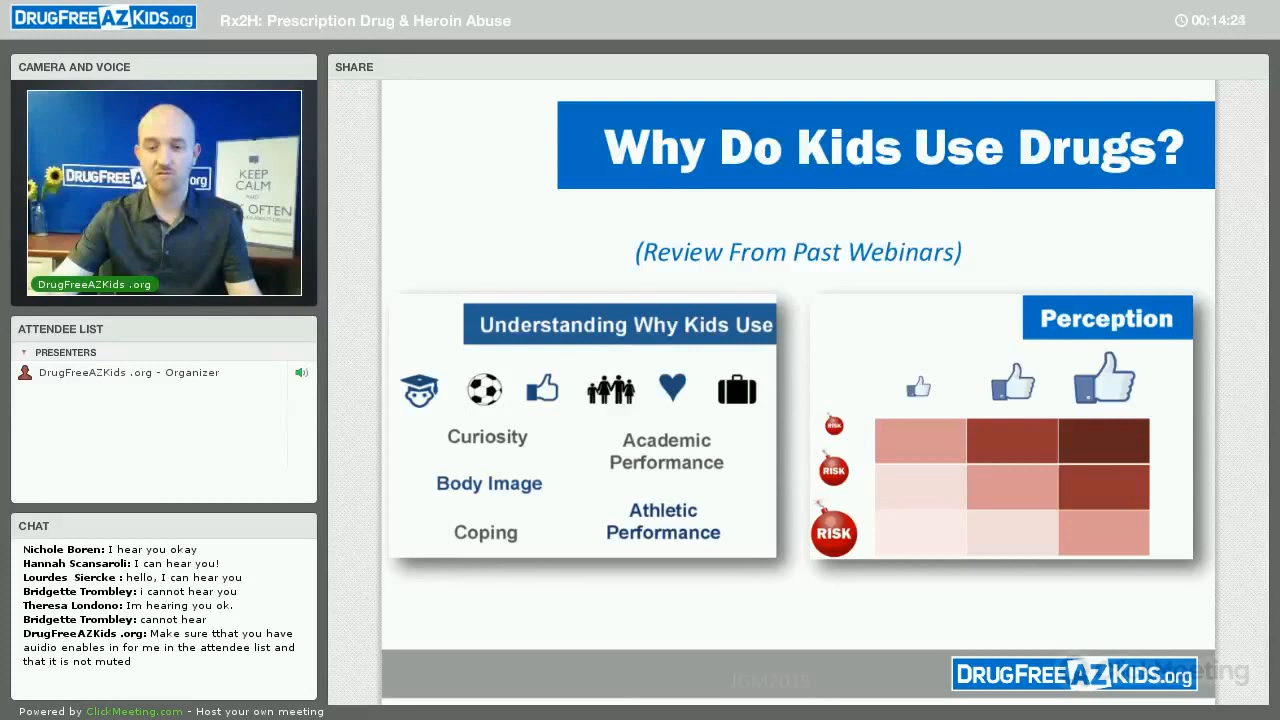 DRUGFREEAZKIDS.org
Rx2H: Prescription Drug & Heroin Abuse
CAMERA AND VOICE
KEEP
CALM
AND
OFTEN
DrugFreeAZKids .org
ATTENDEE LIST
PRESENTERS
DrugFreeAZKids .org - Organizer
CHAT
Nichole Boren: I hear you okay
Hannah Scansaroli: I can hear you!
Lourdes Siercke : hello, I can hear you
Bridgette Trombley: i cannot hear you
Theresa Londono: Im hearing you ok.
Bridgette Trombley: cannot hear
DrugFreeAZKids .org: Make sure tthat you have
auidio enables in for me in the attendee list and
that it is not muted
Powered by ClickMeeting.com - Host your own meeting
SHARE
Why Do Kids Use Drugs?
(Review From Past Webinars)
Understanding Why Kids Use
Curiosity
Academic
Performance
Body Image
Athletic
Performance
Coping
Perception
RISK
RISK
RISK
DRUGFREEAZKIDS.org